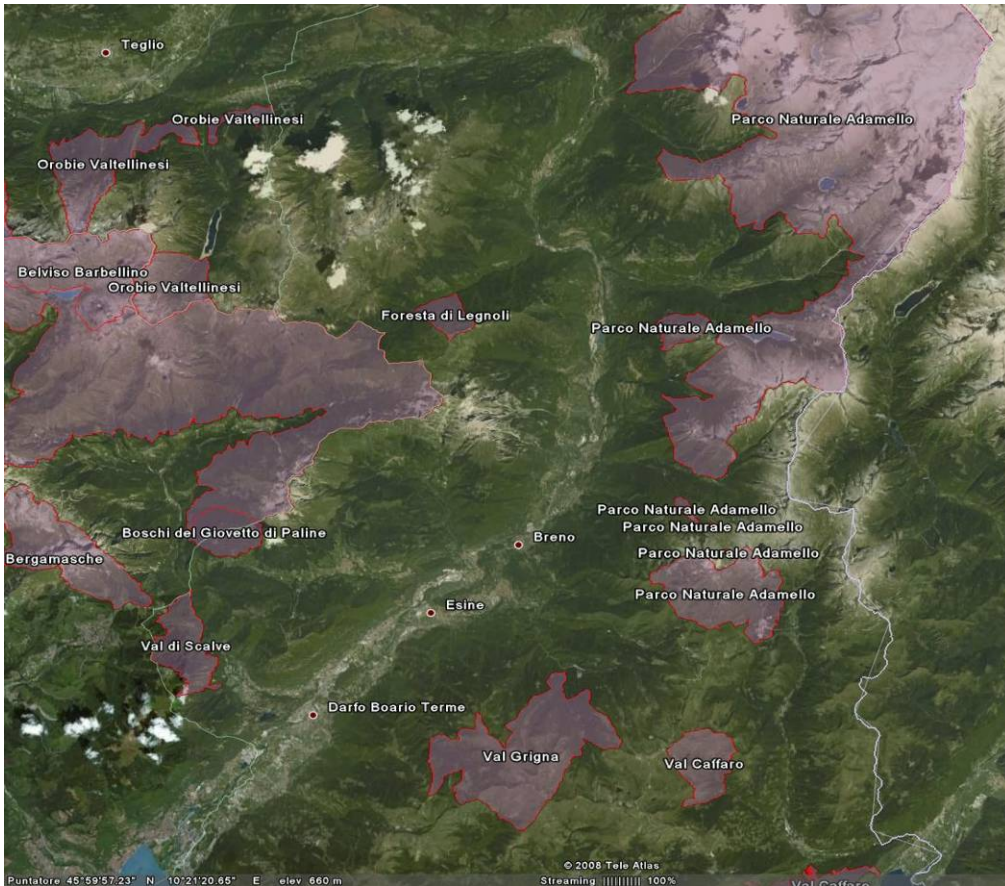 Teglio
Orobie Valtellinesi
Parco Naturale Adamello
Orobie Valtellinesi
Belviso Barbellino
Orobie Valtellinesi
Foresta di Legnoli
Parco Naturale Adamello
Parco Naturale Adamello
Parco Naturale Adamello
Boschi del Giovetto di Paline
Breno
Bergamasche
Parco Naturale Adamello
Parco Naturale Adamello
Esine
Val di Scalve
Darfo Boario Terme
Val Grigna
Val Caffaro
© 2008 Tele Atlas
Puntatore 45°59'57.23" N 10°21'20.65" E elev 660 m
Streaming |||||||||| 100%
Val Caffaro